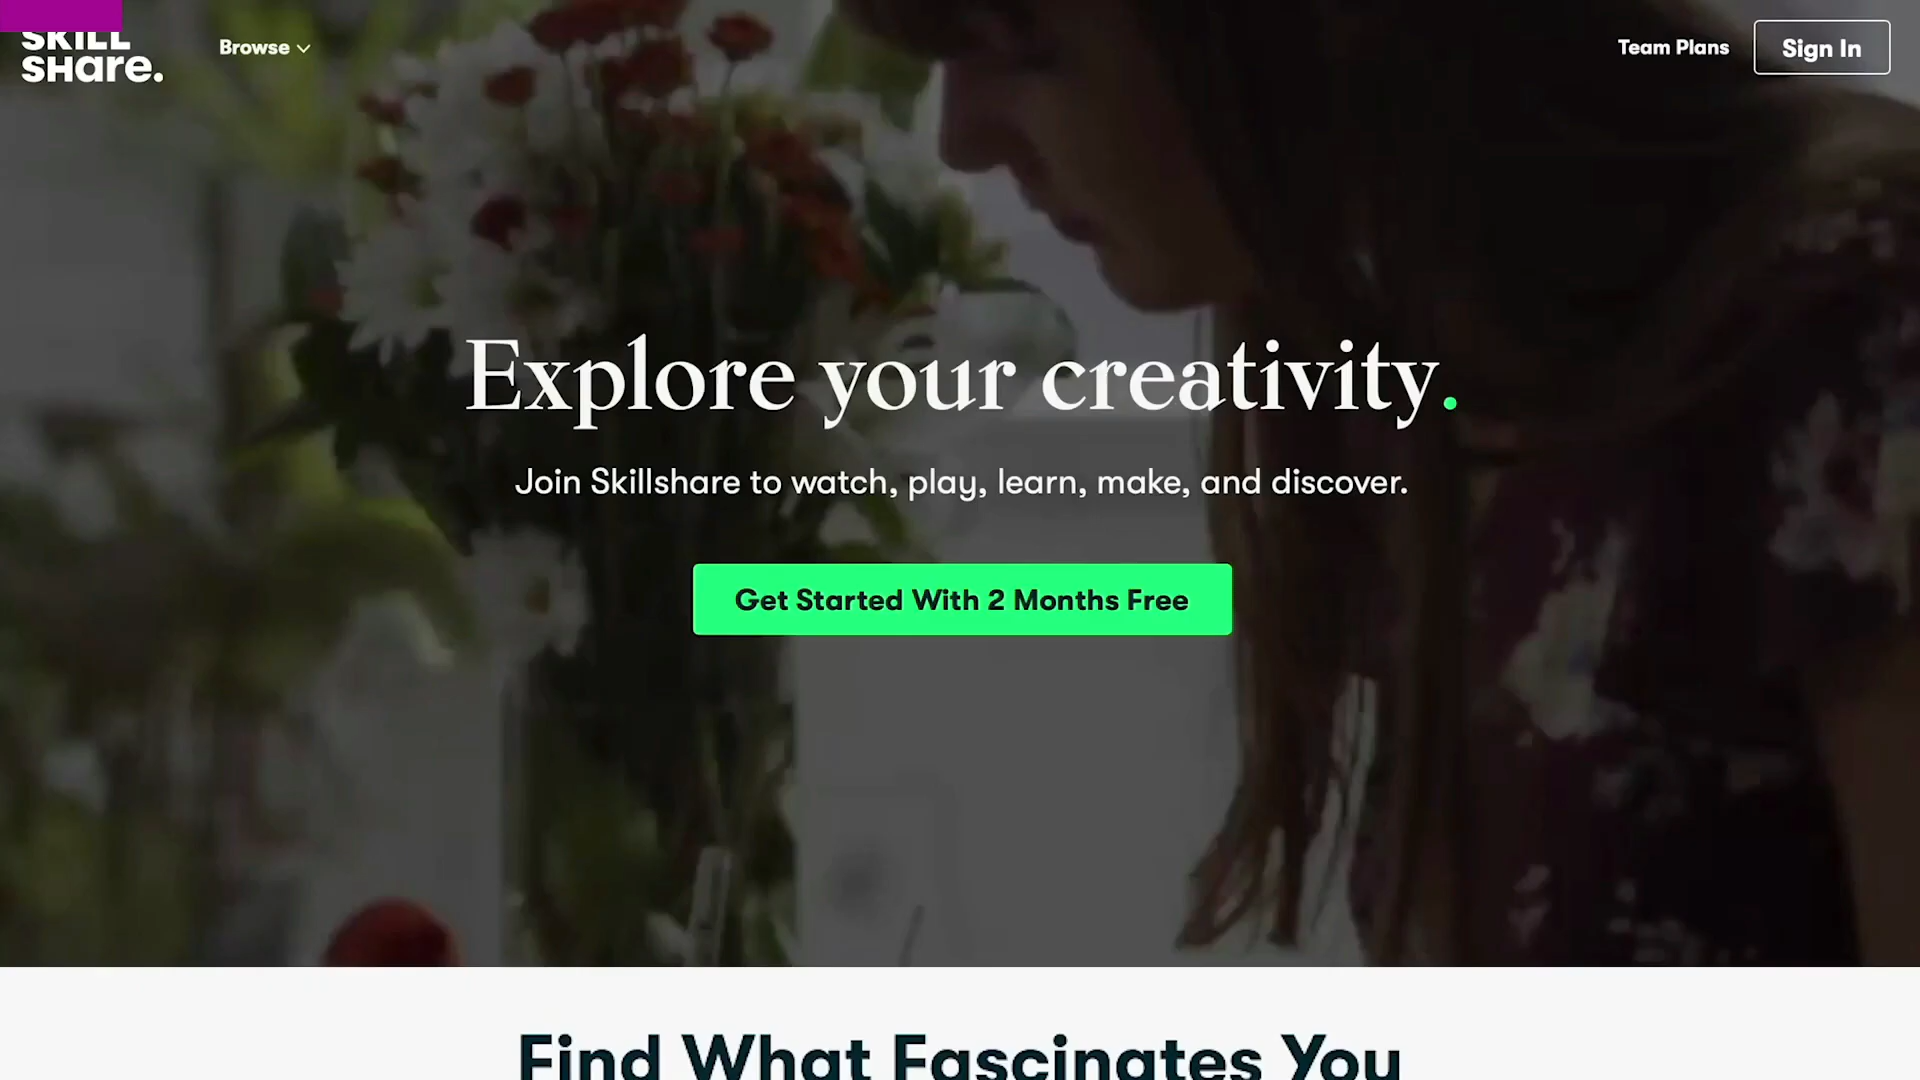 SKILL
SHare.
Browse
Team Plans
Sign In
Explore your creativity.
Join Skillshare to watch, play, learn, make, and discover.
Get Started With 2 Months Free
Find What Fascinates You